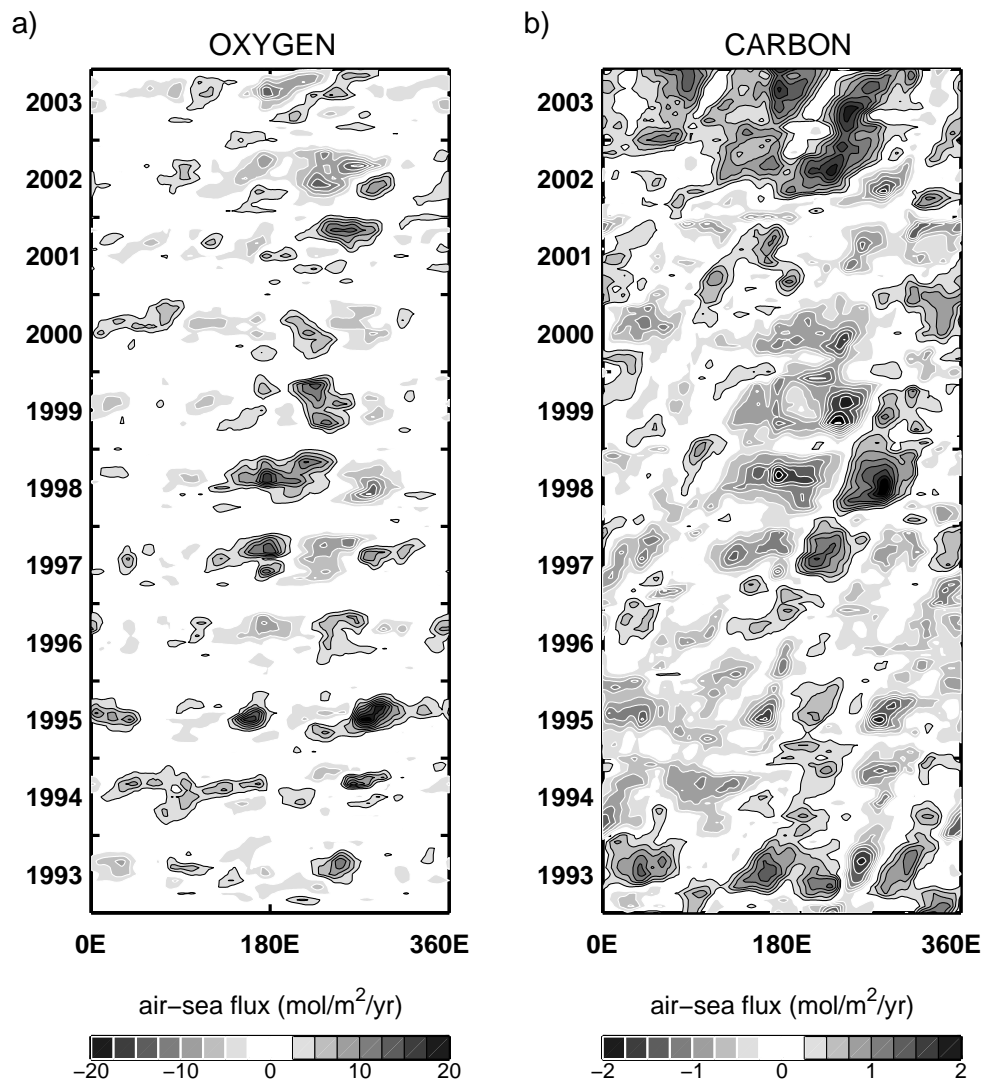 a)
OXYGEN
2003
2002
2001
2000
1999
1998
1997
1996
1995
1994
1993
0E 180E 360E
air−sea flux (mol/m²/yr)
−20 −10 0 10 20
b)
CARBON
2003
2002
2001
2000
1999
1998
1997
1996
1995
1994
1993
0E 180E 360E
air−sea flux (mol/m²/yr)
−2 −1 0 1 2